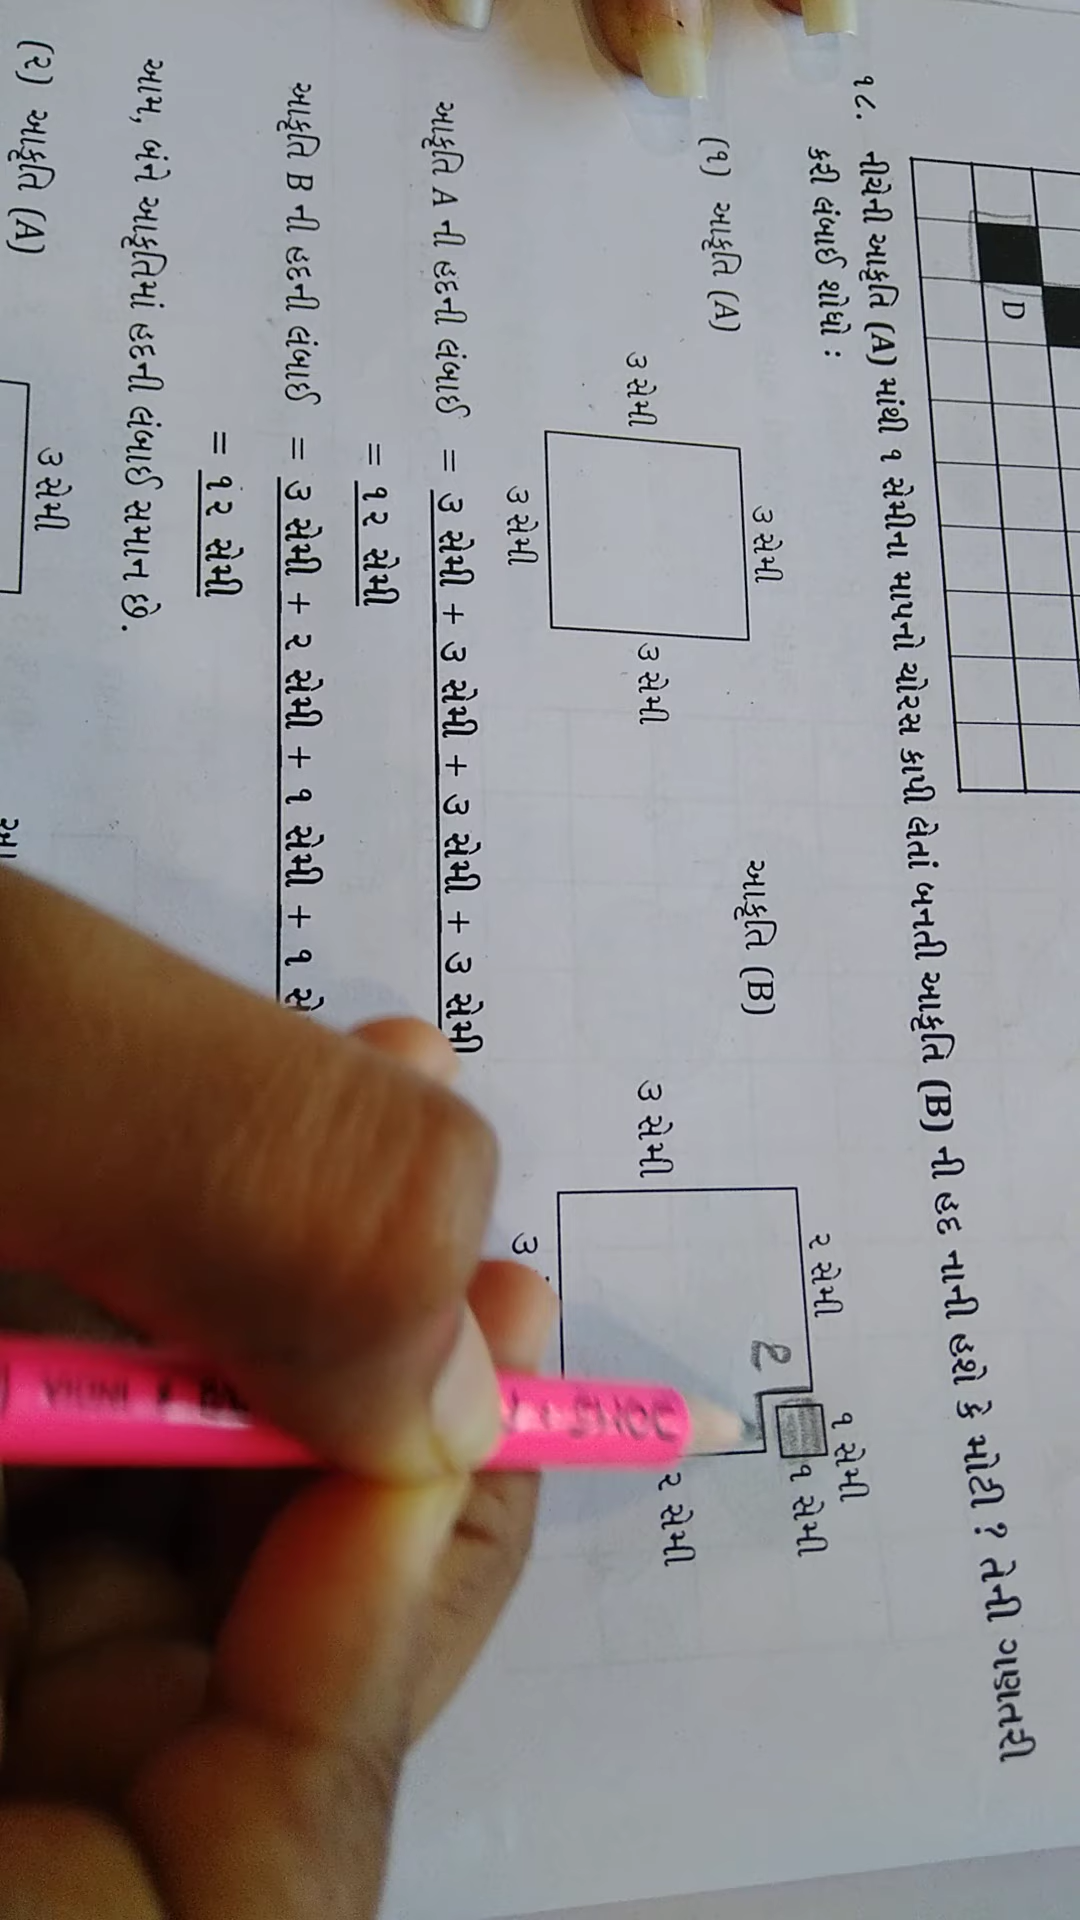 D
૧૮. નીચેની આકૃતિ (A) માંથી ૧ સેમીના માપનો ચોરસ કાપી લેતાં બનતી આકૃતિ (B) ની હદ નાની હશે કે મોટી ? તેની ગણતરી
કરી લંબાઈ શોધો :
(૧) આકૃતિ (A)
૩ સેમી
૩ સેમી
૩ સેમી
૩ સેમી
આકૃતિ (B)
૨ સેમી
૧ સેમી
૧ સેમી
૩ સેમી
૨ સેમી
૩
આકૃતિ A ની હદની લંબાઈ = ૩ સેમી + ૩ સેમી + ૩ સેમી + ૩ સેમી
= ૧૨ સેમી
આકૃતિ B ની હદની લંબાઈ = ૩ સેમી + ૨ સેમી + ૧ સેમી + ૧
= ૧૨ સેમી
આમ, બંને આકૃતિમાં હદની લંબાઈ સમાન છે.
(૨) આકૃતિ (A)
૩ સેમી
INDIA